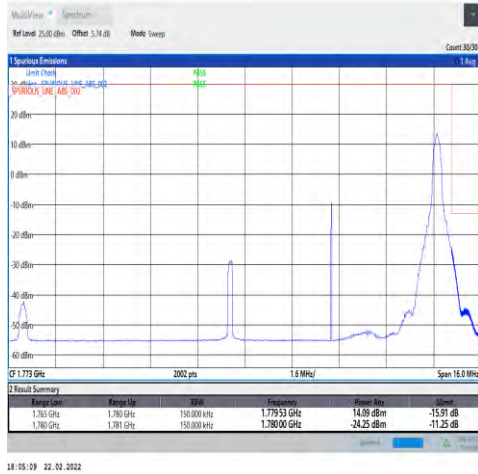 MultiView Spectrum
Ref Level 25.00 dBm Offset 5.74 dB Mode Sweep
Count 30/30
1 Spurious Emissions 1 Avg
Limit Check PASS
SPURIOUS_LINE_ABS_002 PASS
SPURIOUS_LINE_ABS_002
20 dBm
10 dBm
0 dBm
-10 dBm
-20 dBm
-30 dBm
-40 dBm
-50 dBm
-60 dBm
CF 1.773 GHz 2002 pts 1.6 MHz/ Span 16.0 MHz
2 Result Summary
Range Low Range Up RBW Frequency Power Abs ΔLimit
1.765 GHz 1.780 GHz 150.000 kHz 1.77953 GHz 14.09 dBm -15.91 dB
1.780 GHz 1.781 GHz 150.000 kHz 1.78000 GHz -24.25 dBm -11.25 dB
18:05:09 22.02.2022